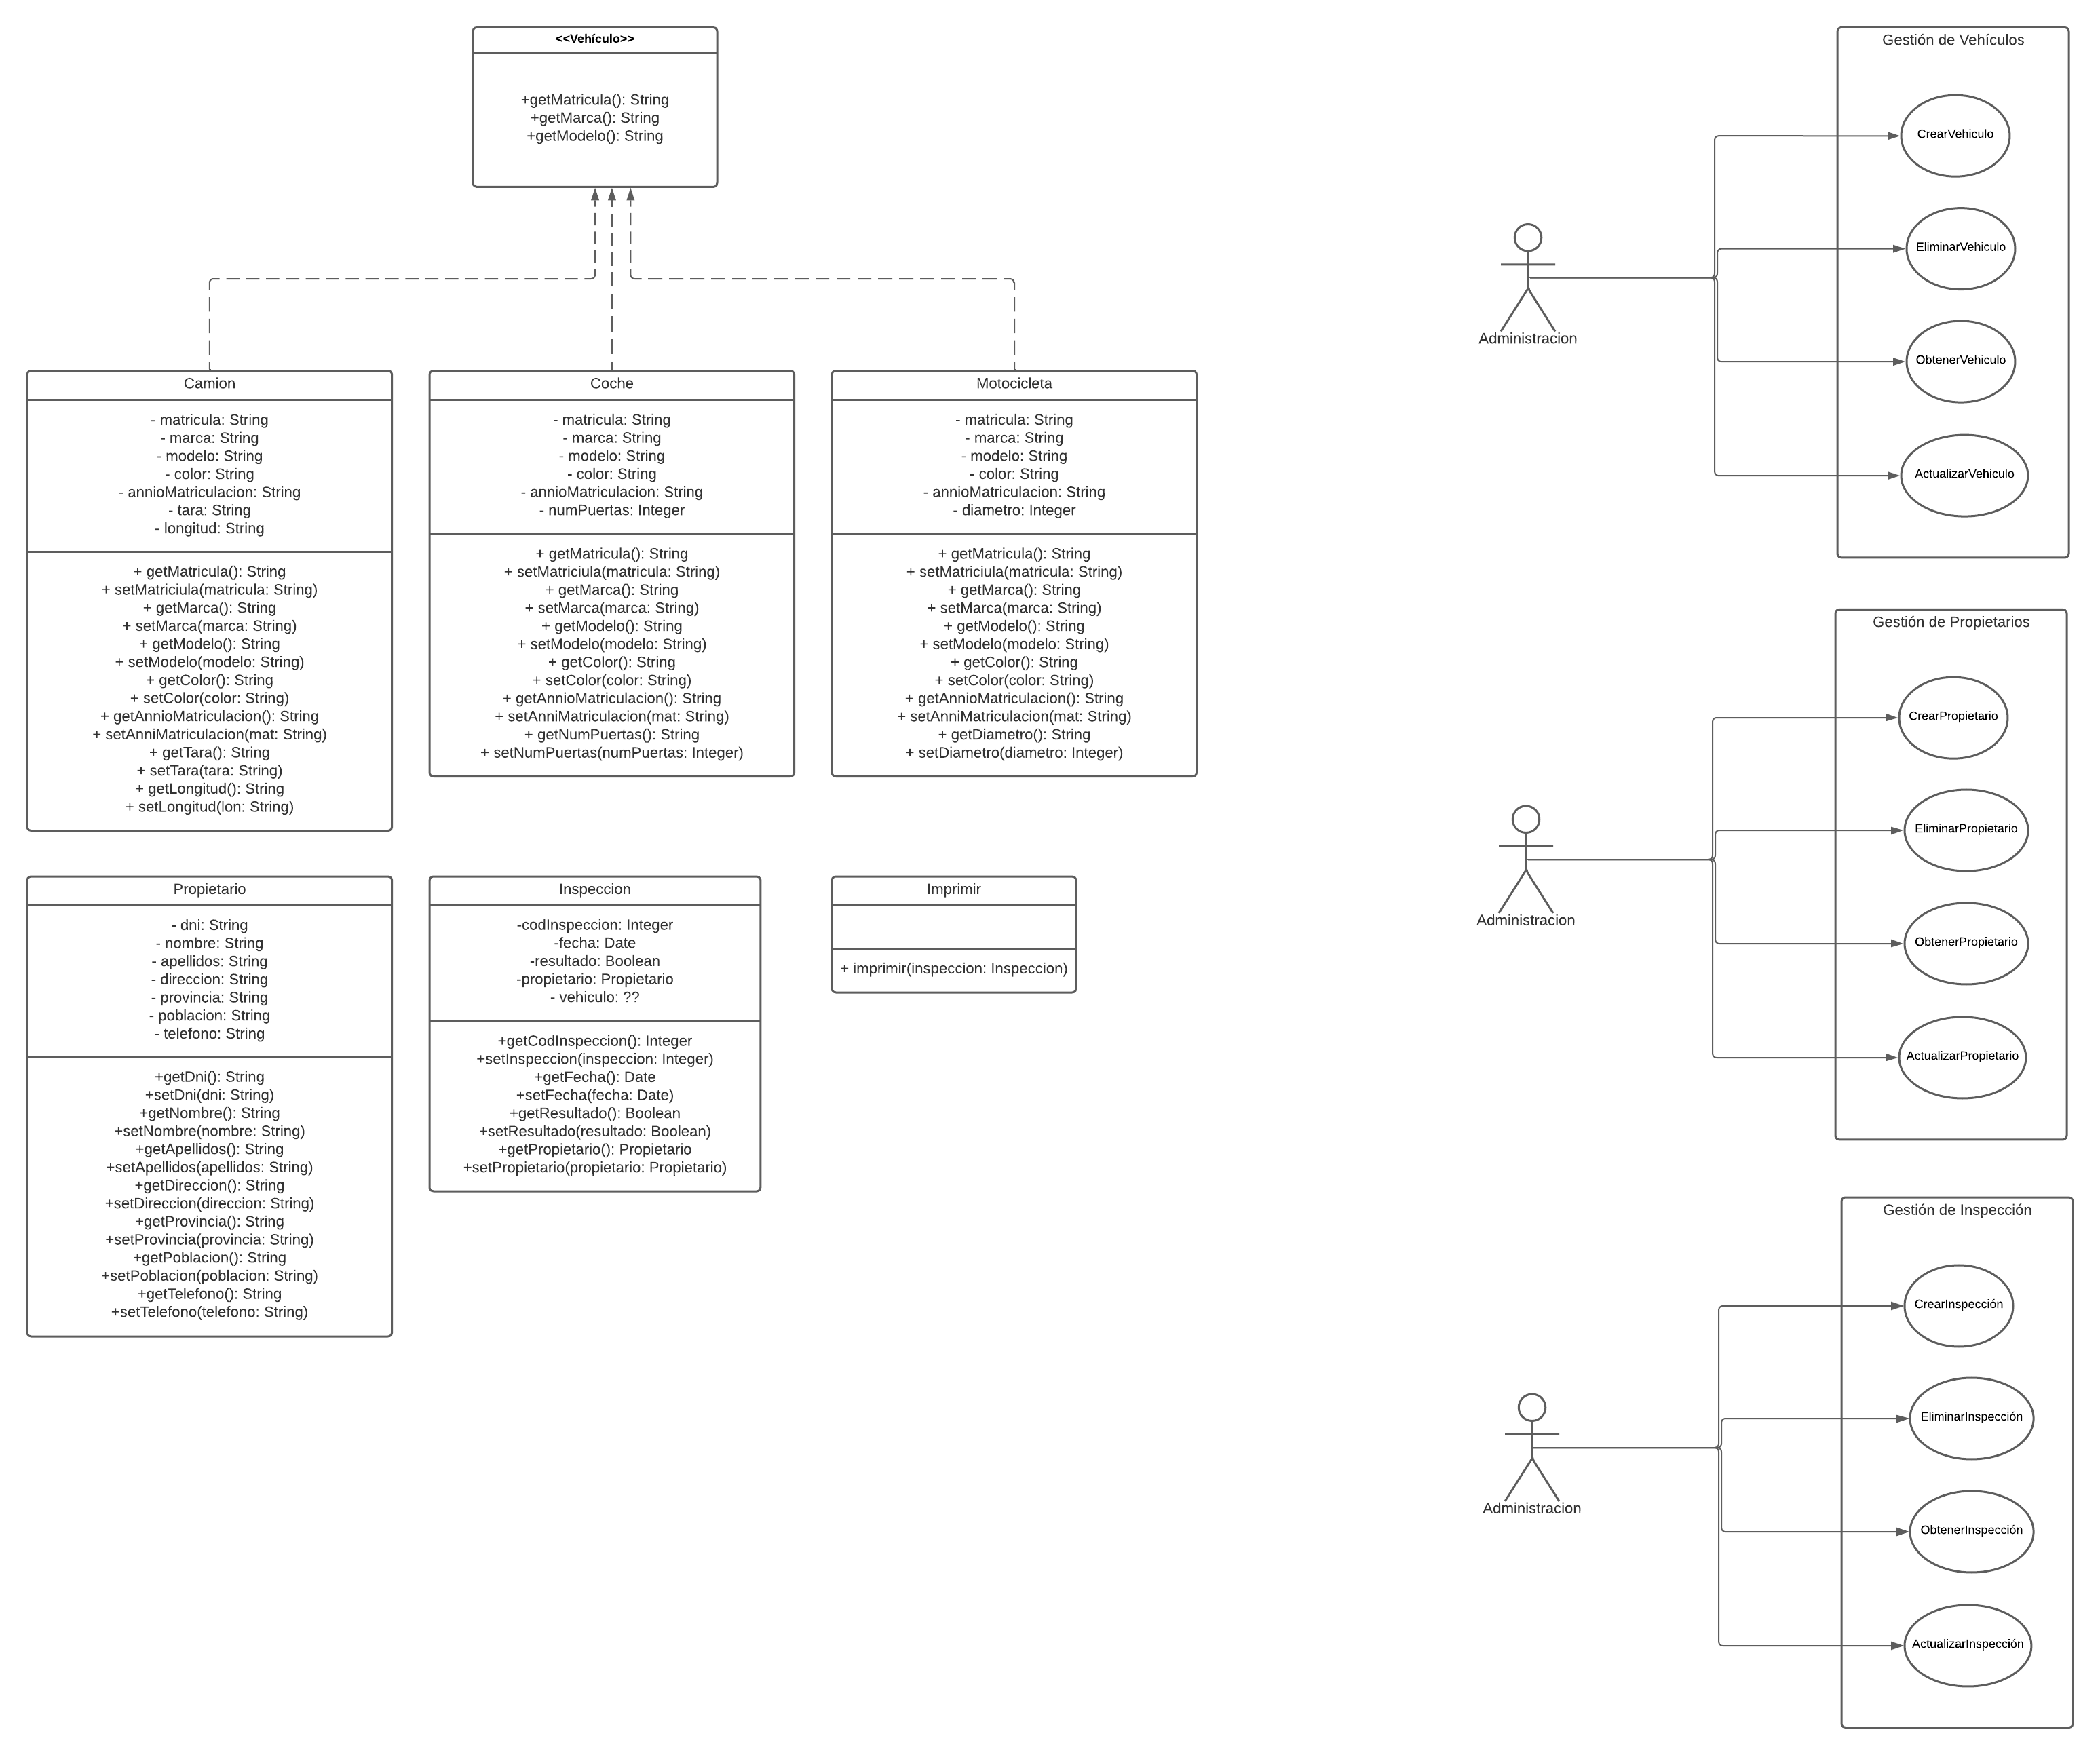 <<Vehículo>>
+getMatricula(): String
+getMarca(): String
+getModelo(): String
Camion
- matricula: String
- marca: String
- modelo: String
- color: String
- annioMatriculacion: String
- tara: String
- longitud: String
+ getMatricula(): String
+ setMatriciula(matricula: String)
+ getMarca(): String
+ setMarca(marca: String)
+ getModelo(): String
+ setModelo(modelo: String)
+ getColor(): String
+ setColor(color: String)
+ getAnnioMatriculacion(): String
+ setAnniMatriculacion(mat: String)
+ getTara(): String
+ setTara(tara: String)
+ getLongitud(): String
+ setLongitud(lon: String)
Coche
- matricula: String
- marca: String
- modelo: String
- color: String
- annioMatriculacion: String
- numPuertas: Integer
+ getMatricula(): String
+ setMatriciula(matricula: String)
+ getMarca(): String
+ setMarca(marca: String)
+ getModelo(): String
+ setModelo(modelo: String)
+ getColor(): String
+ setColor(color: String)
+ getAnnioMatriculacion(): String
+ setAnniMatriculacion(mat: String)
+ getNumPuertas(): String
+ setNumPuertas(numPuertas: Integer)
Motocicleta
- matricula: String
- marca: String
- modelo: String
- color: String
- annioMatriculacion: String
- diametro: Integer
+ getMatricula(): String
+ setMatriciula(matricula: String)
+ getMarca(): String
+ setMarca(marca: String)
+ getModelo(): String
+ setModelo(modelo: String)
+ getColor(): String
+ setColor(color: String)
+ getAnnioMatriculacion(): String
+ setAnniMatriculacion(mat: String)
+ getDiametro(): String
+ setDiametro(diametro: Integer)
Propietario
- dni: String
- nombre: String
- apellidos: String
- direccion: String
- provincia: String
- poblacion: String
- telefono: String
+getDni(): String
+setDni(dni: String)
+getNombre(): String
+setNombre(nombre: String)
+getApellidos(): String
+setApellidos(apellidos: String)
+getDireccion(): String
+setDireccion(direccion: String)
+getProvincia(): String
+setProvincia(provincia: String)
+getPoblacion(): String
+setPoblacion(poblacion: String)
+getTelefono(): String
+setTelefono(telefono: String)
Inspeccion
-codInspeccion: Integer
-fecha: Date
-resultado: Boolean
-propietario: Propietario
- vehiculo: ??
+getCodInspeccion(): Integer
+setInspeccion(inspeccion: Integer)
+getFecha(): Date
+setFecha(fecha: Date)
+getResultado(): Boolean
+setResultado(resultado: Boolean)
+getPropietario(): Propietario
+setPropietario(propietario: Propietario)
Imprimir
+ imprimir(inspeccion: Inspeccion)
Gestión de Vehículos
CrearVehiculo
EliminarVehiculo
ObtenerVehiculo
ActualizarVehiculo
Administracion
Gestión de Propietarios
CrearPropietario
EliminarPropietario
ObtenerPropietario
ActualizarPropietario
Administracion
Gestión de Inspección
CrearInspección
EliminarInspección
ObtenerInspección
ActualizarInspección
Administracion